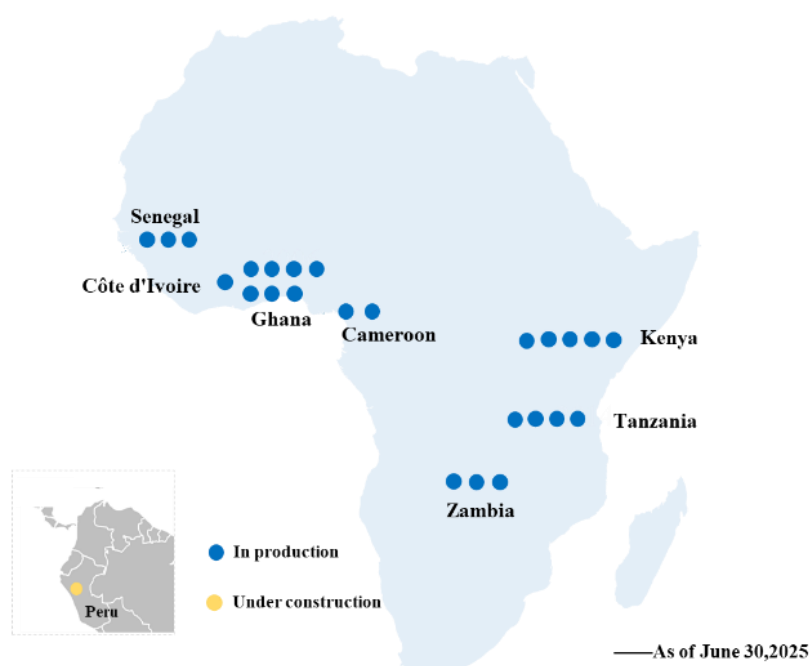 Senegal
Côte d'Ivoire
Ghana
Cameroon
Kenya
Tanzania
Zambia
In production
Under construction
Peru
——As of June 30,2025